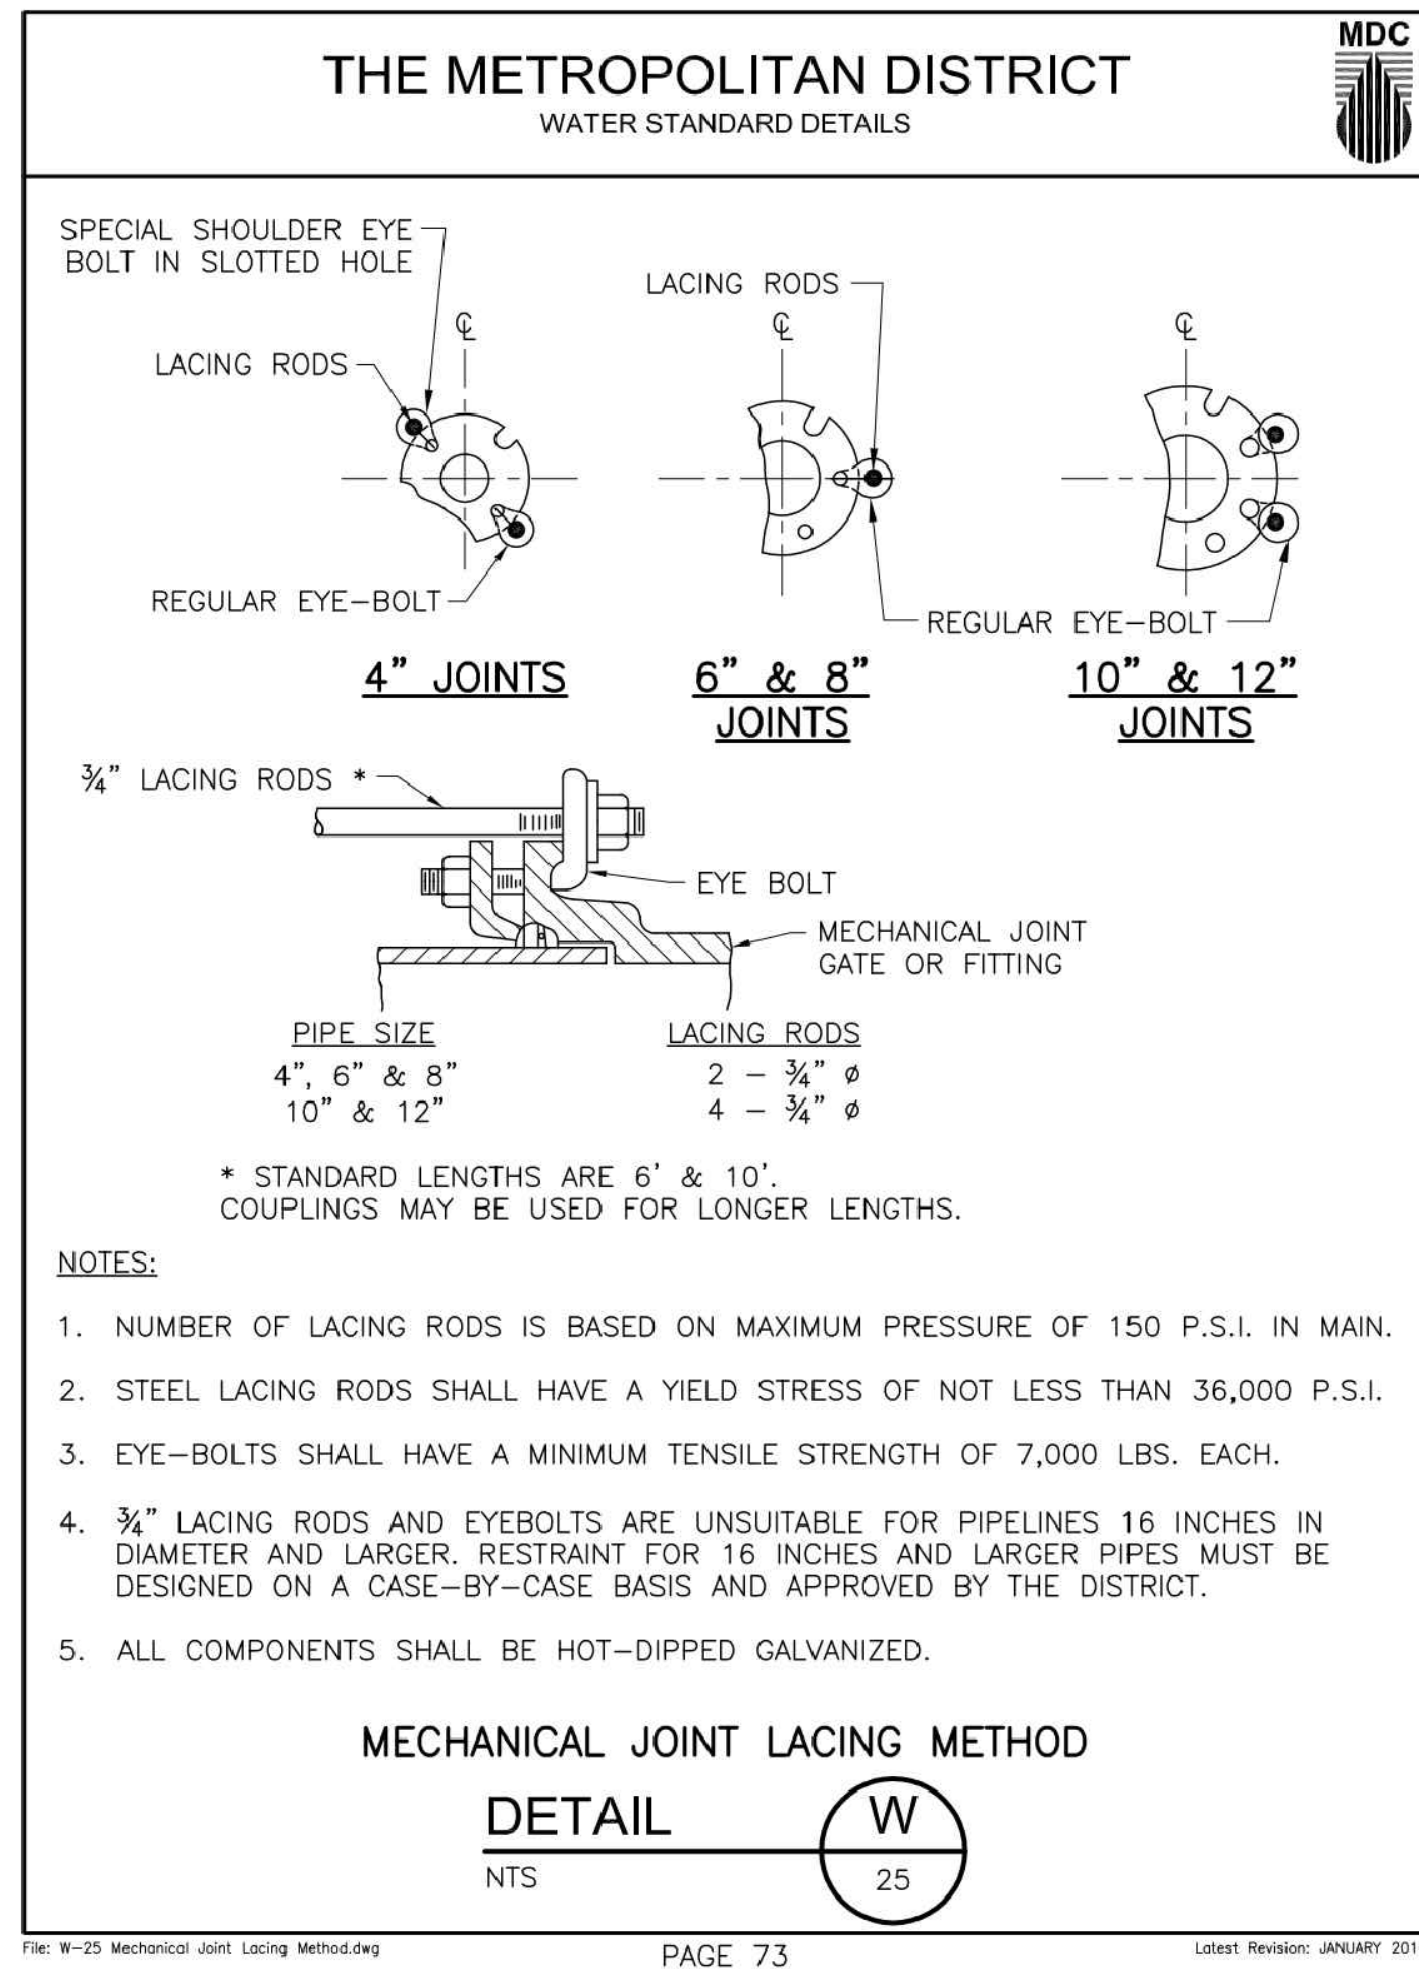 MDC
THE METROPOLITAN DISTRICT
WATER STANDARD DETAILS
SPECIAL SHOULDER EYE
BOLT IN SLOTTED HOLE
LACING RODS
LACING RODS
℄
℄
℄
REGULAR EYE-BOLT
REGULAR EYE-BOLT
4" JOINTS
6" & 8"
JOINTS
10" & 12"
JOINTS
¾" LACING RODS *
EYE BOLT
MECHANICAL JOINT
GATE OR FITTING
PIPE SIZE LACING RODS
4", 6" & 8" 2 - ¾" ø
10" & 12" 4 - ¾" ø
* STANDARD LENGTHS ARE 6' & 10'.
COUPLINGS MAY BE USED FOR LONGER LENGTHS.
NOTES:
1. NUMBER OF LACING RODS IS BASED ON MAXIMUM PRESSURE OF 150 P.S.I. IN MAIN.
2. STEEL LACING RODS SHALL HAVE A YIELD STRESS OF NOT LESS THAN 36,000 P.S.I.
3. EYE-BOLTS SHALL HAVE A MINIMUM TENSILE STRENGTH OF 7,000 LBS. EACH.
4. ¾" LACING RODS AND EYEBOLTS ARE UNSUITABLE FOR PIPELINES 16 INCHES IN
DIAMETER AND LARGER. RESTRAINT FOR 16 INCHES AND LARGER PIPES MUST BE
DESIGNED ON A CASE-BY-CASE BASIS AND APPROVED BY THE DISTRICT.
5. ALL COMPONENTS SHALL BE HOT-DIPPED GALVANIZED.
MECHANICAL JOINT LACING METHOD
DETAIL W
NTS 25
File: W-25 Mechanical Joint Lacing Method.dwg
PAGE 73
Latest Revision: JANUARY 201